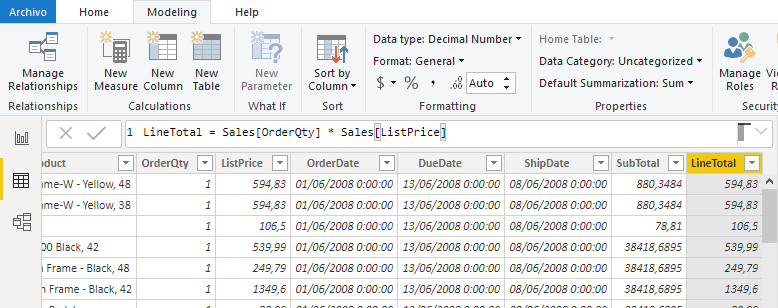 Archivo Home Modeling Help
Manage Relationships
New Measure
New Column
New Table
New Parameter
Sort by Column
Data type: Decimal Number
Format: General
$ % , .00 Auto
Home Table:
Data Category: Uncategorized
Default Summarization: Sum
Manage Roles
Relationships Calculations What If Formatting Properties Security
1 LineTotal = Sales[OrderQty] * Sales[ListPrice]
oduct OrderQty ListPrice OrderDate DueDate ShipDate SubTotal LineTotal
ame-W - Yellow, 48 1 594,83 01/06/2008 0:00:00 13/06/2008 0:00:00 08/06/2008 0:00:00 880,3484 594,83
ame-W - Yellow, 38 1 594,83 01/06/2008 0:00:00 13/06/2008 0:00:00 08/06/2008 0:00:00 880,3484 594,83
1 106,5 01/06/2008 0:00:00 13/06/2008 0:00:00 08/06/2008 0:00:00 78,81 106,5
00 Black, 42 1 539,99 01/06/2008 0:00:00 13/06/2008 0:00:00 08/06/2008 0:00:00 38418,6895 539,99
n Frame - Black, 48 1 249,79 01/06/2008 0:00:00 13/06/2008 0:00:00 08/06/2008 0:00:00 38418,6895 249,79
n Frame - Black, 42 1 1349,6 01/06/2008 0:00:00 13/06/2008 0:00:00 08/06/2008 0:00:00 38418,6895 1349,6